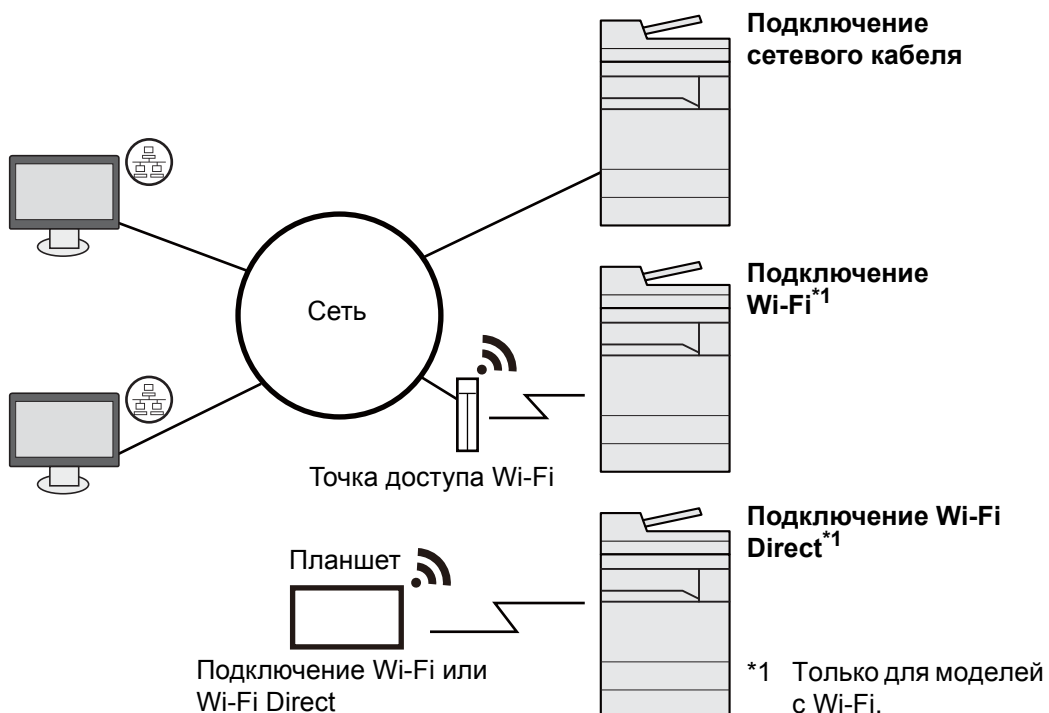 Подключение
сетевого кабеля
Сеть
Подключение
Wi-Fi*1
Точка доступа Wi-Fi
Подключение Wi-Fi
Direct*1
Планшет
Подключение Wi-Fi или
Wi-Fi Direct
*1 Только для моделей
с Wi-Fi.